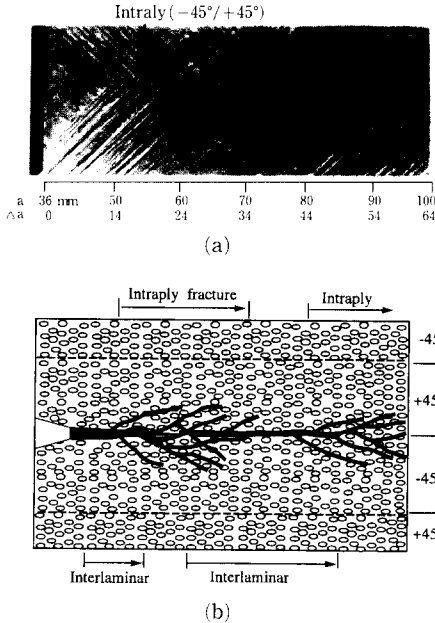 Intraly (−45°/+45°)
a 36 mm 50 60 70 80 90 100
△a 0 14 24 34 44 54 64
(a)
Intraply fracture Intraply
-45
+45
-45
+45
Interlaminar Interlaminar
(b)